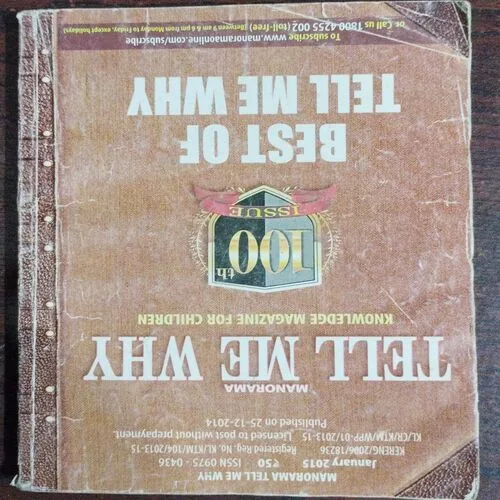 MANORAMA TELL ME WHY
January 2015 ₹50 ISSN 0975 - 0436
KERENG/2006/18236 Registered Reg. No. KL/KTM/104/2013-15
KL/CR/KTM/WPP-01/2013-15 Licensed to post without prepayment.
Published on 25-12-2014
MANORAMA
TELL ME WHY
KNOWLEDGE MAGAZINE FOR CHILDREN
100th
ISSUE
BEST OF
TELL ME WHY
To subscribe www.manoramaonline.com/subscribe
or Call us 1800 4255 002 (toll-free) (Between 9 am & 6 pm from Monday to Friday, except holidays)